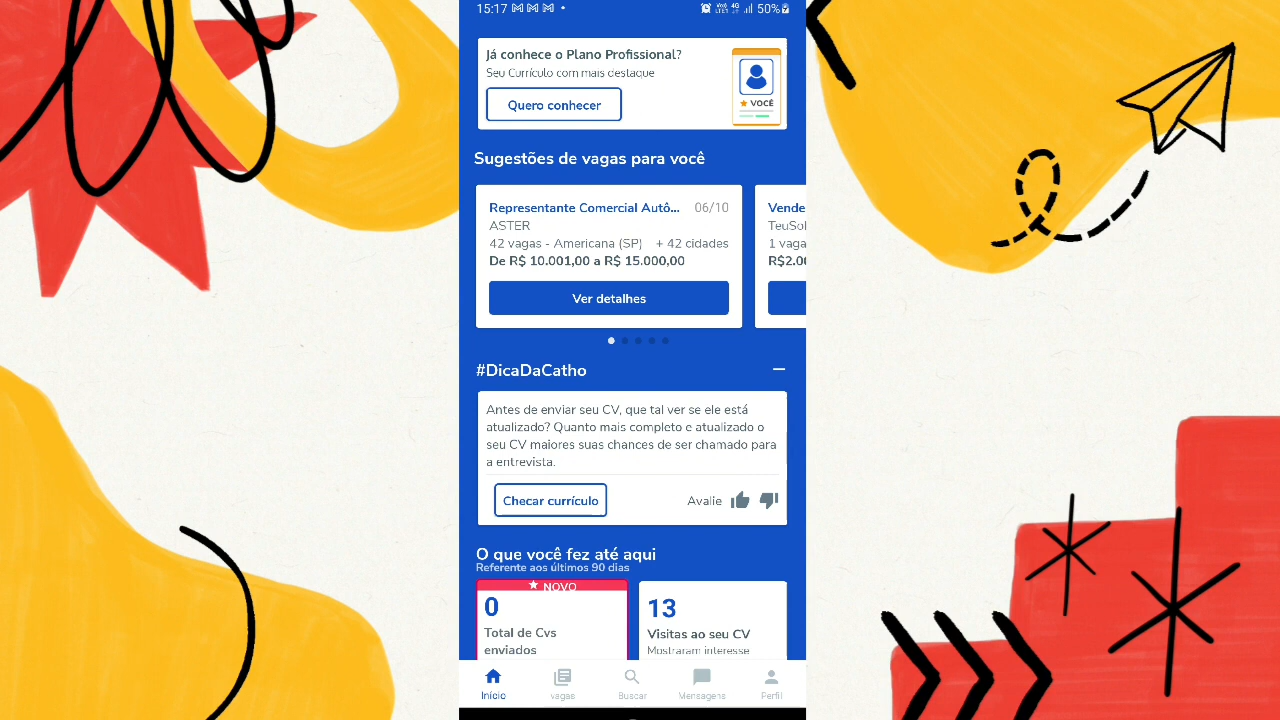 15:17
50%
Já conhece o Plano Profissional?
Seu Currículo com mais destaque
Quero conhecer
VOCÊ
Sugestões de vagas para você
Representante Comercial Autô... 06/10
ASTER
42 vagas - Americana (SP) + 42 cidades
De R$ 10.001,00 a R$ 15.000,00
Ver detalhes
Vende
TeuSol
1 vaga
R$2.00
#DicaDaCatho
Antes de enviar seu CV, que tal ver se ele está
atualizado? Quanto mais completo e atualizado o
seu CV maiores suas chances de ser chamado para
a entrevista.
Checar currículo
Avalie
O que você fez até aqui
Referente aos últimos 90 dias
NOVO
0
Total de Cvs
enviados
13
Visitas ao seu CV
Mostraram interesse
Início
vagas
Buscar
Mensagens
Perfil